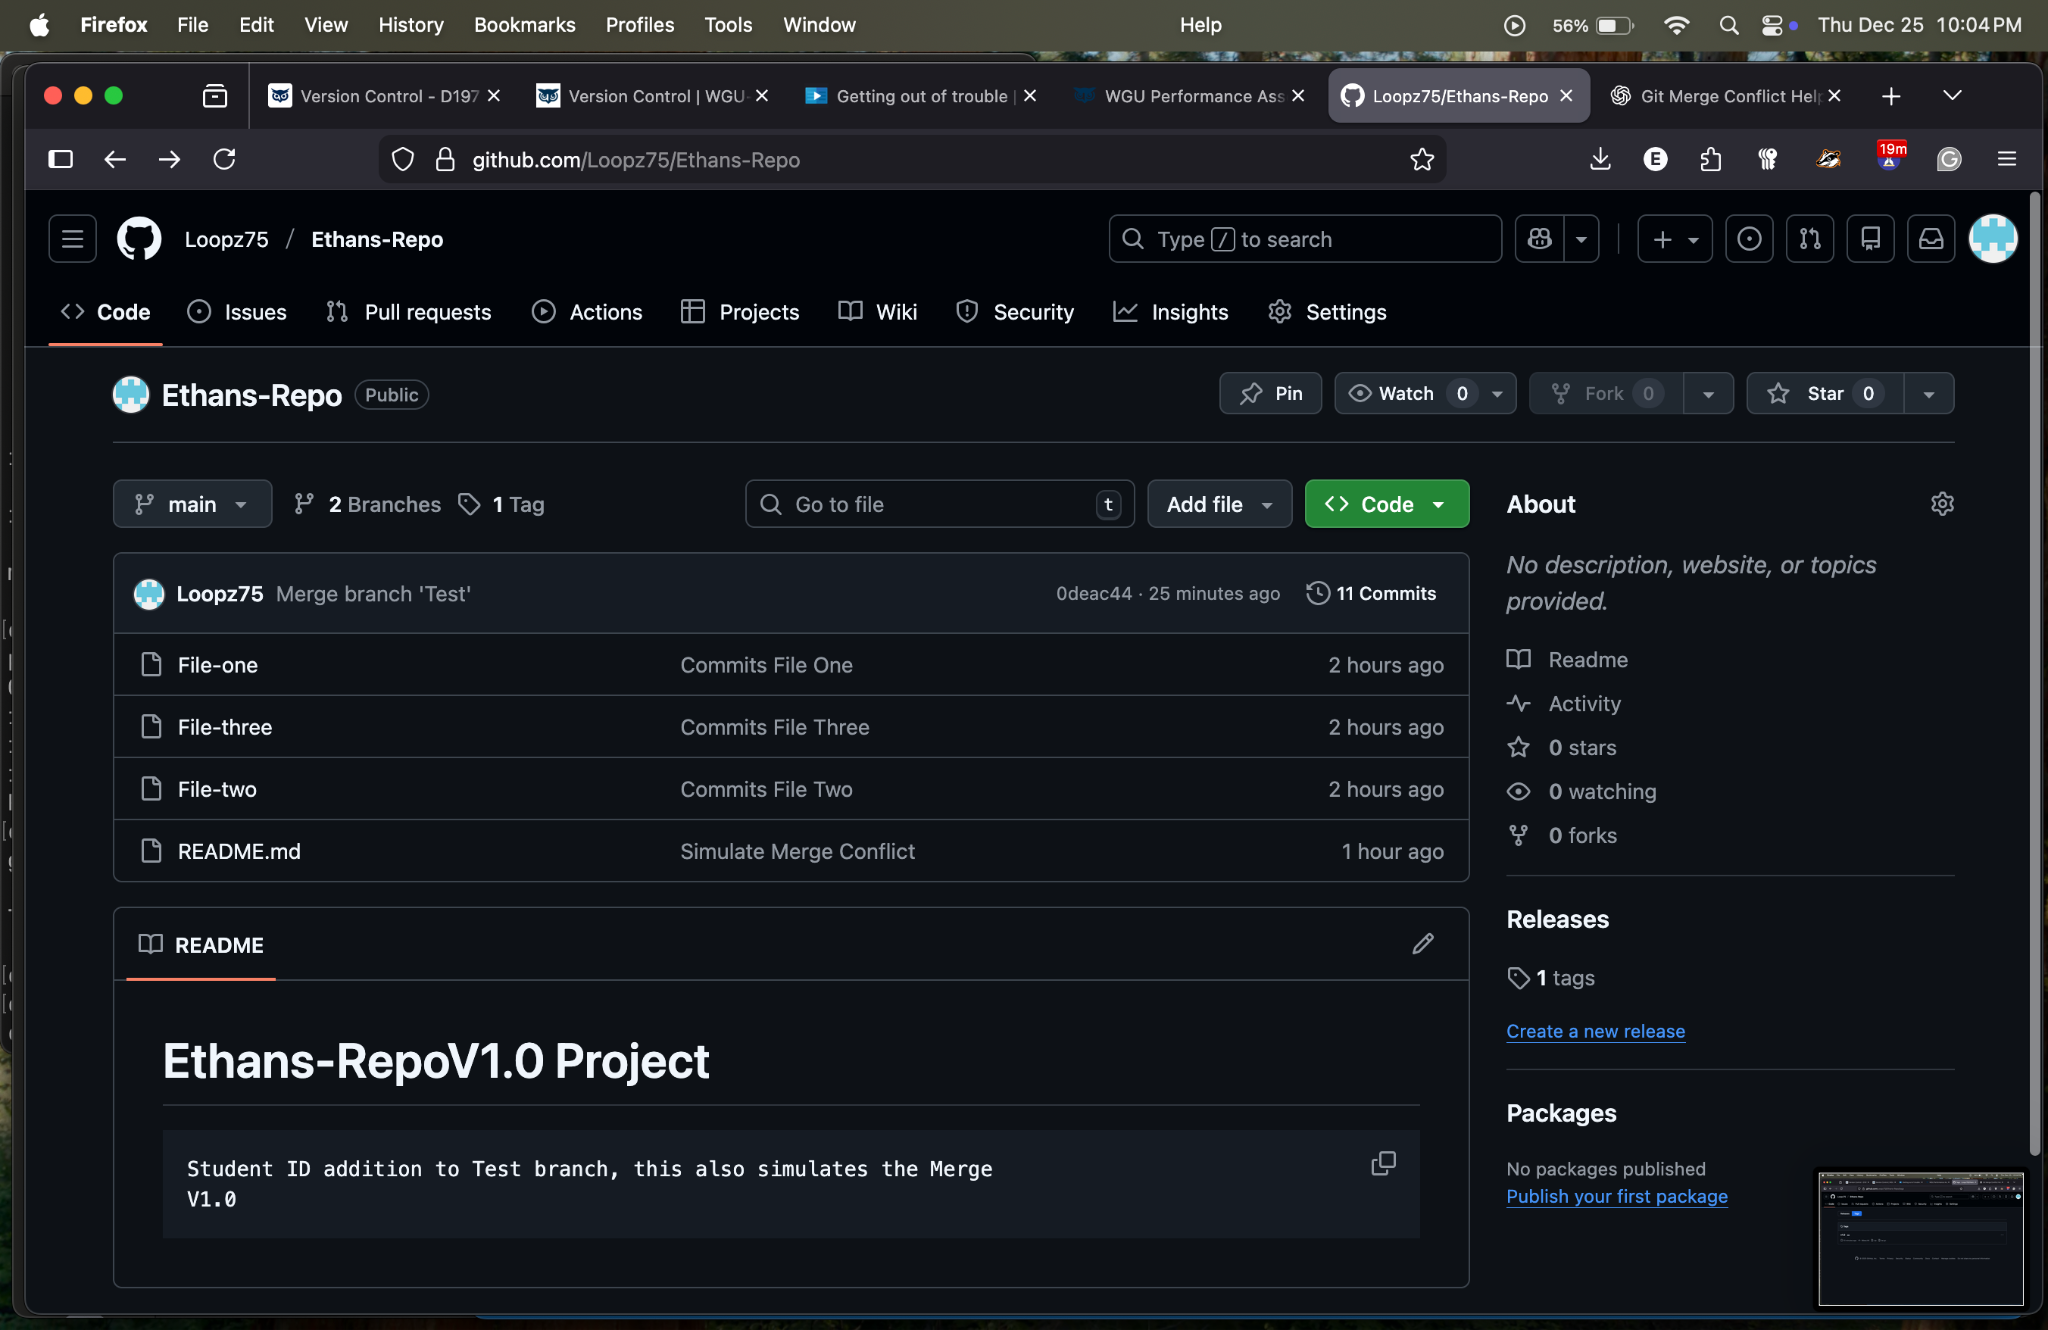 Firefox File Edit View History Bookmarks Profiles Tools Window Help 56% Thu Dec 25 10:04 PM
Version Control - D197 Version Control | WGU- Getting out of trouble | WGU Performance Ass Loopz75/Ethans-Repo Git Merge Conflict Help
github.com/Loopz75/Ethans-Repo E 19m
Loopz75 / Ethans-Repo Type / to search
Code Issues Pull requests Actions Projects Wiki Security Insights Settings
Ethans-Repo Public Pin Watch 0 Fork 0 Star 0
main 2 Branches 1 Tag Go to file t Add file Code
Loopz75 Merge branch 'Test' 0deac44 · 25 minutes ago 11 Commits
File-one Commits File One 2 hours ago
File-three Commits File Three 2 hours ago
File-two Commits File Two 2 hours ago
README.md Simulate Merge Conflict 1 hour ago
README
Ethans-RepoV1.0 Project
Student ID addition to Test branch, this also simulates the Merge
V1.0
About
No description, website, or topics
provided.
Readme
Activity
0 stars
0 watching
0 forks
Releases
1 tags
Create a new release
Packages
No packages published
Publish your first package